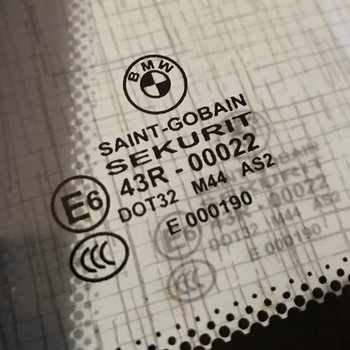 BMW
SAINT-GOBAIN
SEKURIT
43R - 00022
E6
DOT32 M44 AS2
E 000190
CCC